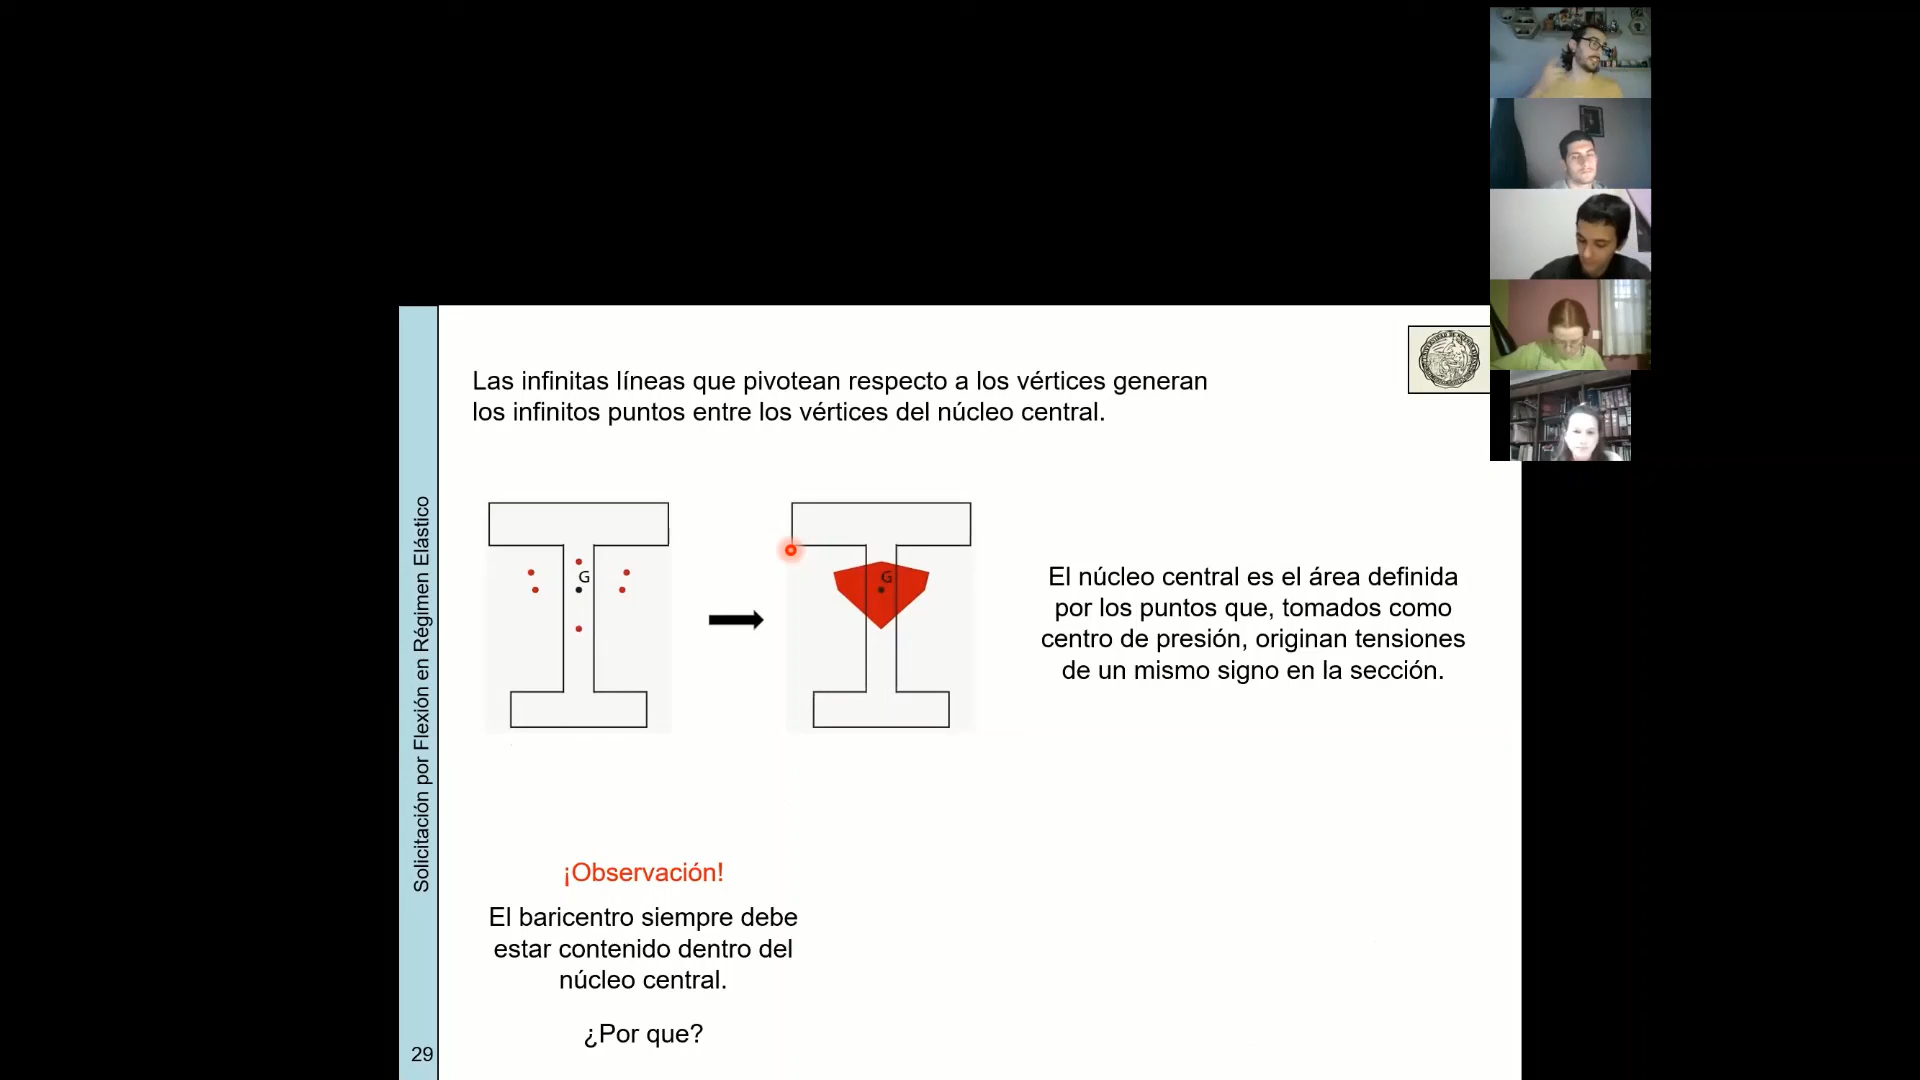 Las infinitas líneas que pivotean respecto a los vértices generan
los infinitos puntos entre los vértices del núcleo central.
G
G
El núcleo central es el área definida
por los puntos que, tomados como
centro de presión, originan tensiones
de un mismo signo en la sección.
¡Observación!
El baricentro siempre debe
estar contenido dentro del
núcleo central.
¿Por que?
Solicitación por Flexión en Régimen Elástico
29